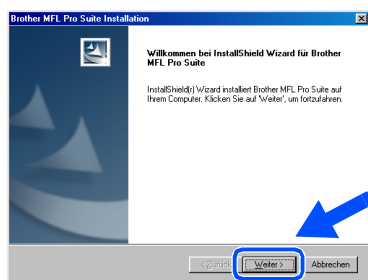 Brother MFL Pro Suite Installation
Willkommen bei InstallShield Wizard für Brother
MFL Pro Suite
InstallShield(r) Wizard installiert Brother MFL Pro Suite auf
Ihrem Computer. Klicken Sie auf 'Weiter', um fortzufahren.
< Zurück Weiter > Abbrechen